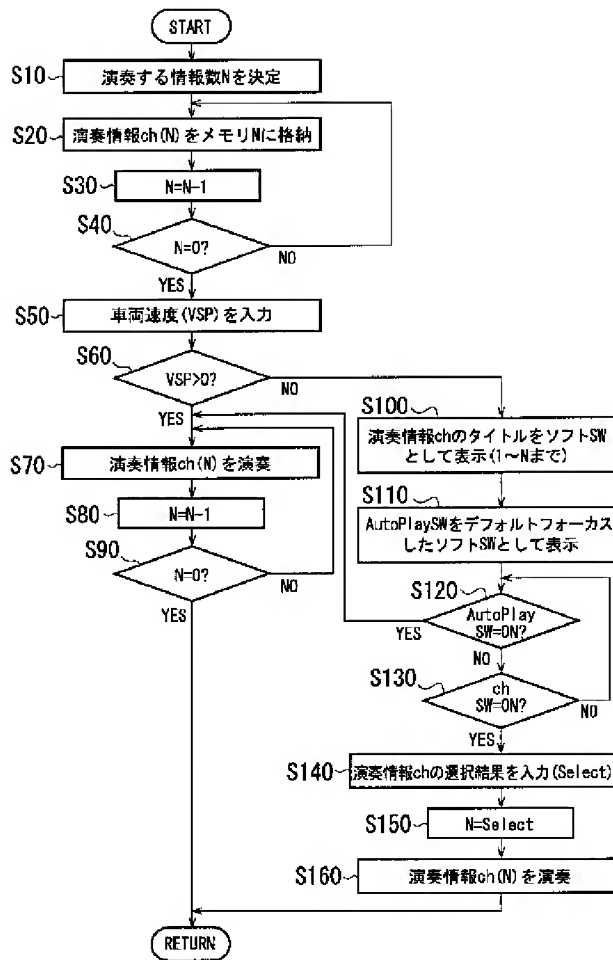 START
S10
演奏する情報数Nを決定
S20
演奏情報ch(N)をメモリNに格納
S30
N=N-1
S40
N=0?
NO
YES
S50
車両速度(VSP)を入力
S60
VSP>0?
NO
YES
S70
演奏情報ch(N)を演奏
S80
N=N-1
S90
N=0?
NO
YES
S100
演奏情報chのタイトルをソフトSW
として表示(1～Nまで)
S110
AutoPlaySWをデフォルトフォーカス
したソフトSWとして表示
S120
AutoPlay
SW=ON?
YES
NO
S130
ch
SW=ON?
NO
YES
S140
演奏情報chの選択結果を入力(Select)
S150
N=Select
S160
演奏情報ch(N)を演奏
RETURN